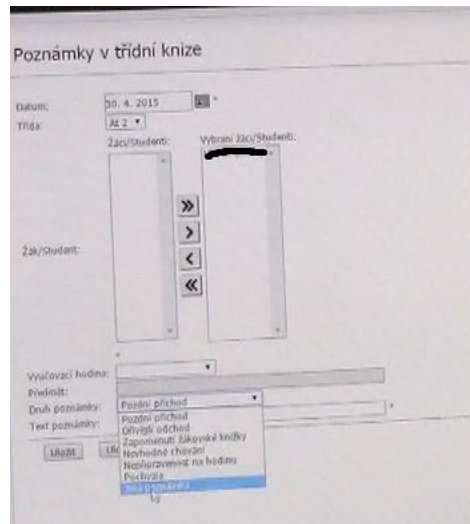 Poznámky v třídní knize
Datum: 30. 4. 2015 *
Třída: At 2
Žáci/Studenti: Vybraní žáci/Studenti:
Žák/Student:
*
Vyučovací hodina:
Předmět:
Druh poznámky: Pozdní příchod
Text poznámky: *
Pozdní příchod
Dřívější odchod
Zapomenutí žákovské knížky
Nevhodné chování
Nepřipravenost na hodinu
Pochvala
Jiná poznámka
Uložit